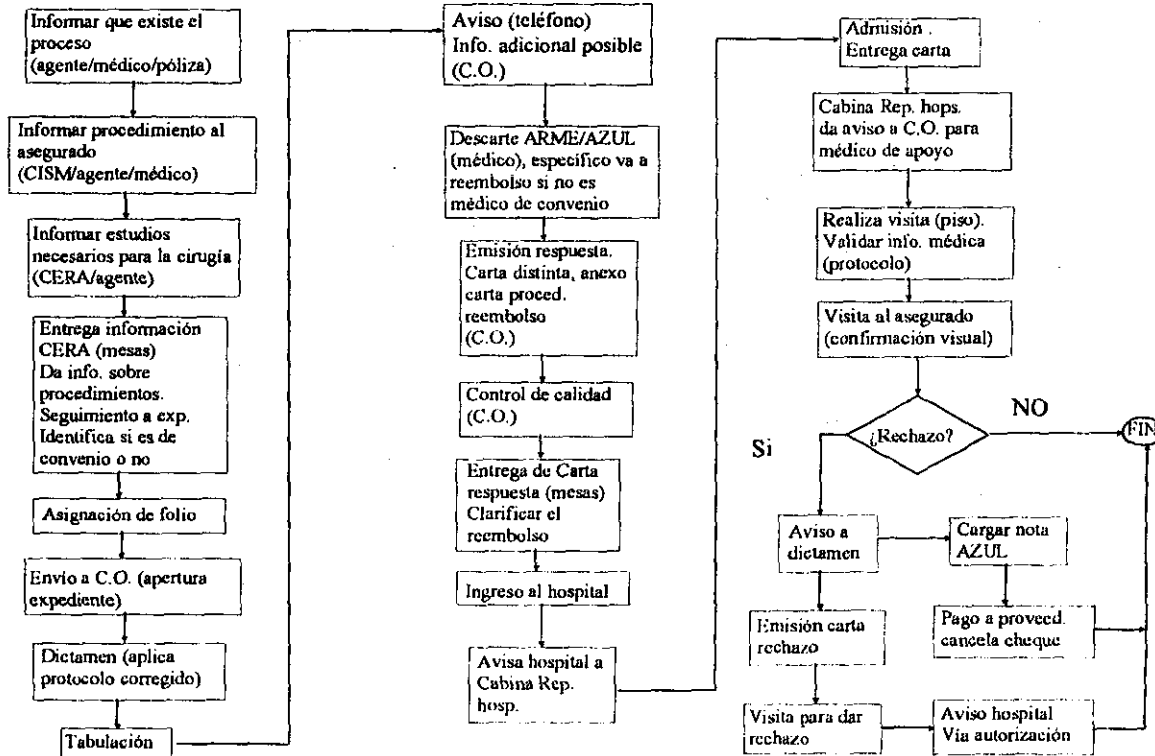 Informar que existe el
proceso
(agente/médico/póliza)
Informar procedimiento al
asegurado
(CISM/agente/médico)
Informar estudios
necesarios para la cirugía
(CERA/agente)
Entrega información
CERA (mesas)
Da info. sobre
procedimientos.
Seguimiento a exp.
Identifica si es de
convenio o no
Asignación de folio
Envío a C.O. (apertura
expediente)
Dictamen (aplica
protocolo corregido)
Tabulación
Aviso (teléfono)
Info. adicional posible
(C.O.)
Descarte ARME/AZUL
(médico), específico va a
reembolso si no es
médico de convenio
Emisión respuesta.
Carta distinta, anexo
carta proced.
reembolso
(C.O.)
Control de calidad
(C.O.)
Entrega de Carta
respuesta (mesas)
Clarificar el
reembolso
Ingreso al hospital
Avisa hospital a
Cabina Rep.
hosp.
Admisión .
Entrega carta
Cabina Rep. hops.
da aviso a C.O. para
médico de apoyo
Realiza visita (piso).
Validar info. médica
(protocolo)
Visita al asegurado
(confirmación visual)
¿Rechazo?
NO
FIN
Si
Aviso a
dictamen
Cargar nota
AZUL
Emisión carta
rechazo
Pago a proveed.
cancela cheque
Visita para dar
rechazo
Aviso hospital
Vía autorización